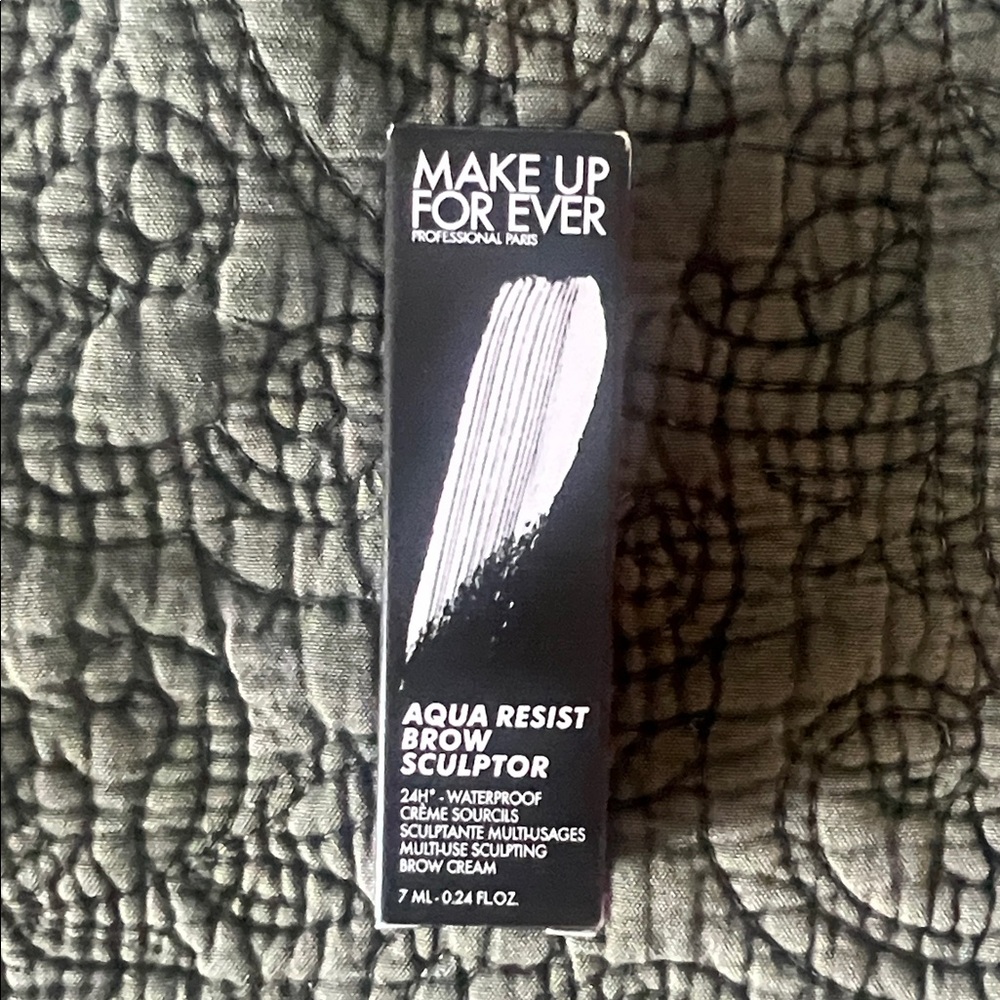 MAKE UP
FOR EVER
PROFESSIONAL PARIS
AQUA RESIST
BROW
SCULPTOR
24H* - WATERPROOF
CRÈME SOURCILS
SCULPTANTE MULTI-USAGES
MULTI-USE SCULPTING
BROW CREAM
7 ML - 0.24 FL.OZ.